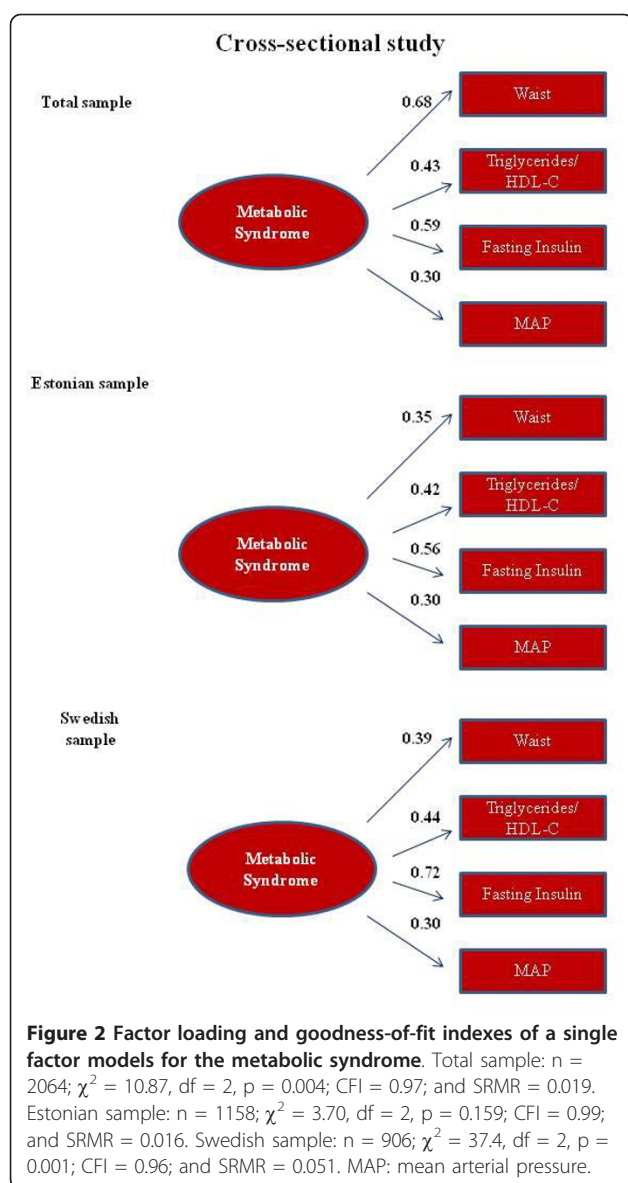 Cross-sectional study
Total sample
0.68
Waist
0.43
Triglycerides/
HDL-C
Metabolic
Syndrome
0.59
Fasting Insulin
0.30
MAP
Estonian sample
0.35
Waist
0.42
Triglycerides/
HDL-C
Metabolic
Syndrome
0.56
Fasting Insulin
0.30
MAP
Swedish
sample
0.39
Waist
0.44
Triglycerides/
HDL-C
Metabolic
Syndrome
0.72
Fasting Insulin
0.30
MAP
Figure 2 Factor loading and goodness-of-fit indexes of a single
factor models for the metabolic syndrome. Total sample: n =
2064; χ² = 10.87, df = 2, p = 0.004; CFI = 0.97; and SRMR = 0.019.
Estonian sample: n = 1158; χ² = 3.70, df = 2, p = 0.159; CFI = 0.99;
and SRMR = 0.016. Swedish sample: n = 906; χ² = 37.4, df = 2, p =
0.001; CFI = 0.96; and SRMR = 0.051. MAP: mean arterial pressure.